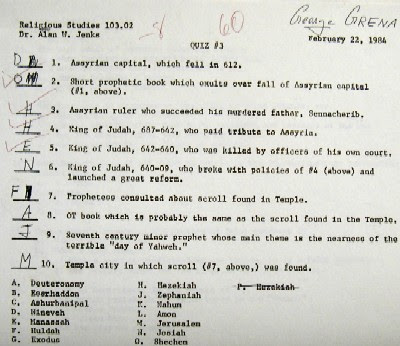 Religious Studies 103.02 -8 60 George GRENA
Dr. Alan W. Jenks February 22, 1984
QUIZ #3
D 1. Assyrian capital, which fell in 612.
2. Short prophetic book which exults over fall of Assyrian capital
(#1, above).
H 3. Assyrian ruler who succeeded his murdered father, Sennacherib.
H 4. King of Judah, 687-642, who paid tribute to Assyria.
E 5. King of Judah, 642-640, who was killed by officers of his own court.
N 6. King of Judah, 640-09, who broke with policies of #4 (above) and
launched a great reform.
F 7. Prophetess consulted about scroll found in Temple.
A 8. OT book which is probably the same as the scroll found in the Temple.
J 9. Seventh century minor prophet whose main theme is the nearness of the
terrible "day of Yahweh."
M 10. Temple city in which scroll (#7, above,) was found.
A. Deuteronomy H. Hezekiah P. Hezekiah
B. Eserhaddon J. Zephaniah
C. Ashurbanipal K. Nahum
D. Nineveh L. Amon
E. Manasseh M. Jerusalem
F. Huldah N. Josiah
G. Exodus O. Shechem